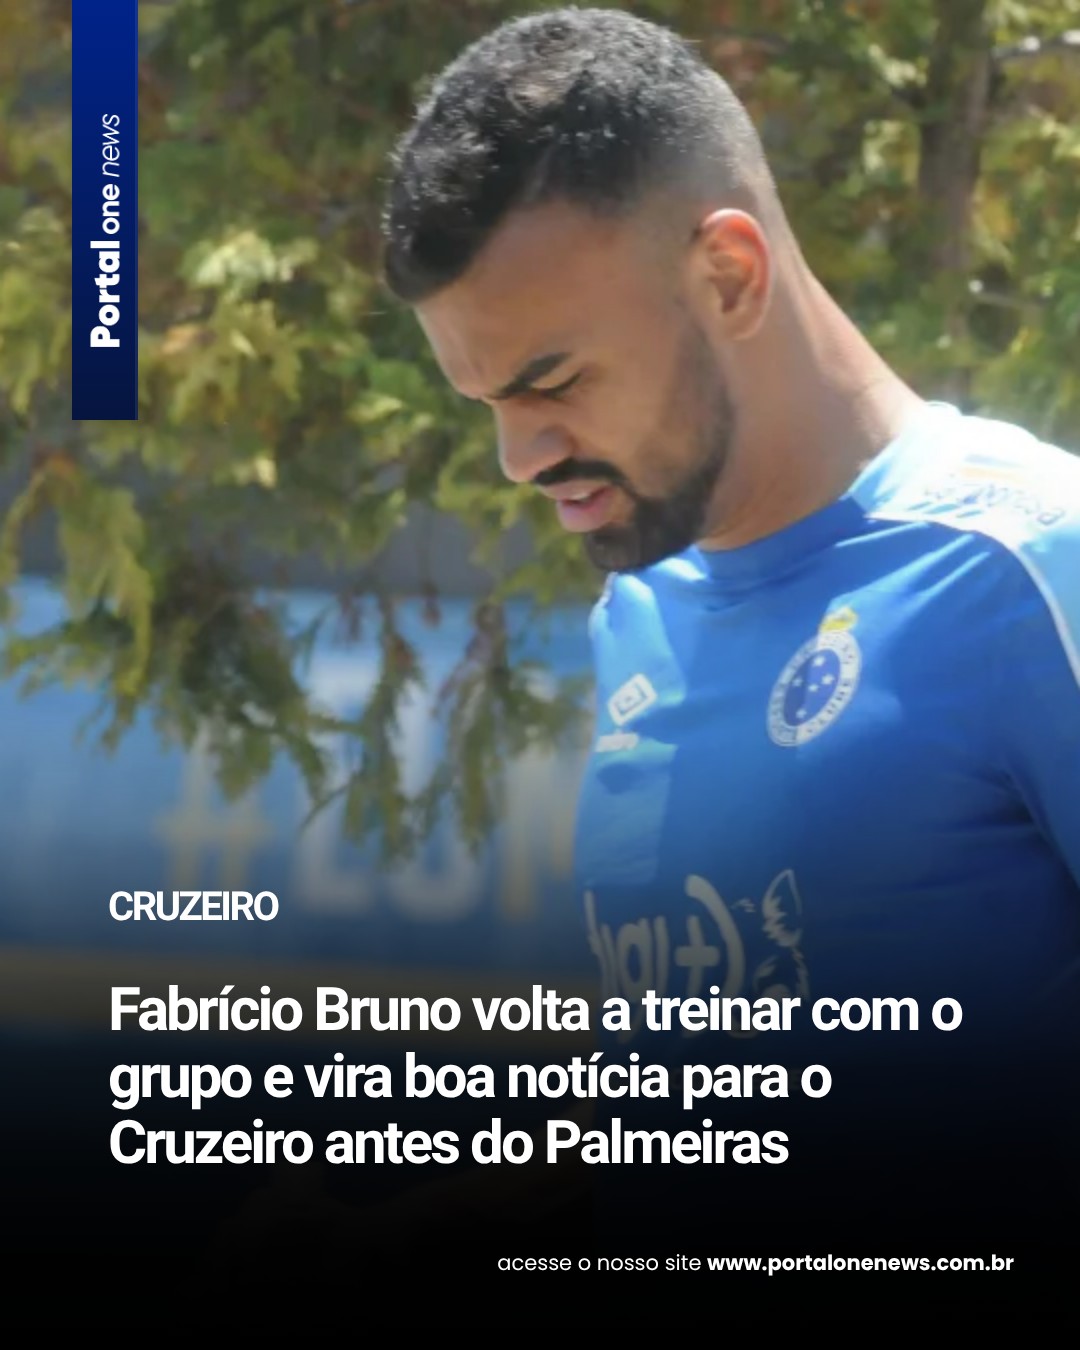 Portal one news
CRUZEIRO
Fabrício Bruno volta a treinar com o
grupo e vira boa notícia para o
Cruzeiro antes do Palmeiras
acesse o nosso site www.portalonenews.com.br